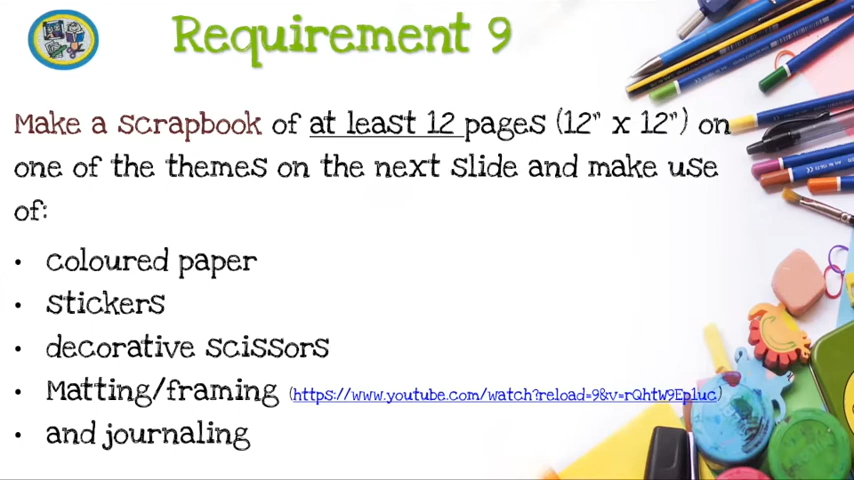 Requirement 9
Make a scrapbook of at least 12 pages (12” x 12”) on
one of the themes on the next slide and make use
of:
• coloured paper
• stickers
• decorative scissors
• Matting/framing (https://www.youtube.com/watch?reload=9&v=rQhtW9Ep1uc)
• and journaling